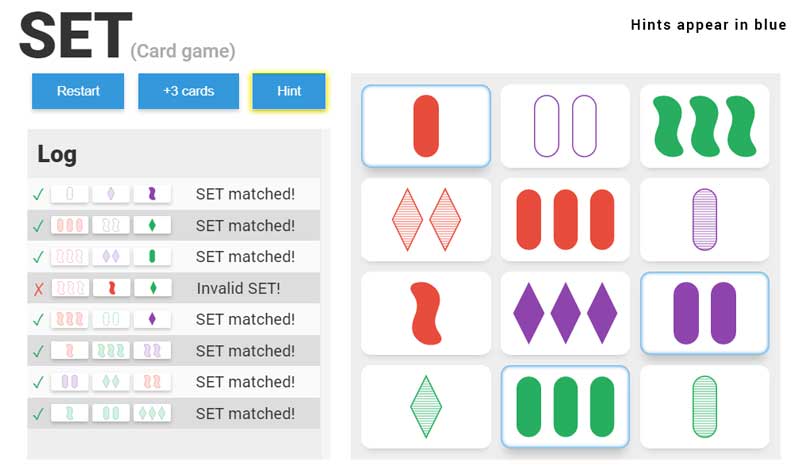 SET (Card game)
Hints appear in blue
Restart +3 cards Hint
Log
✓ SET matched!
✓ SET matched!
✓ SET matched!
✗ Invalid SET!
✓ SET matched!
✓ SET matched!
✓ SET matched!
✓ SET matched!